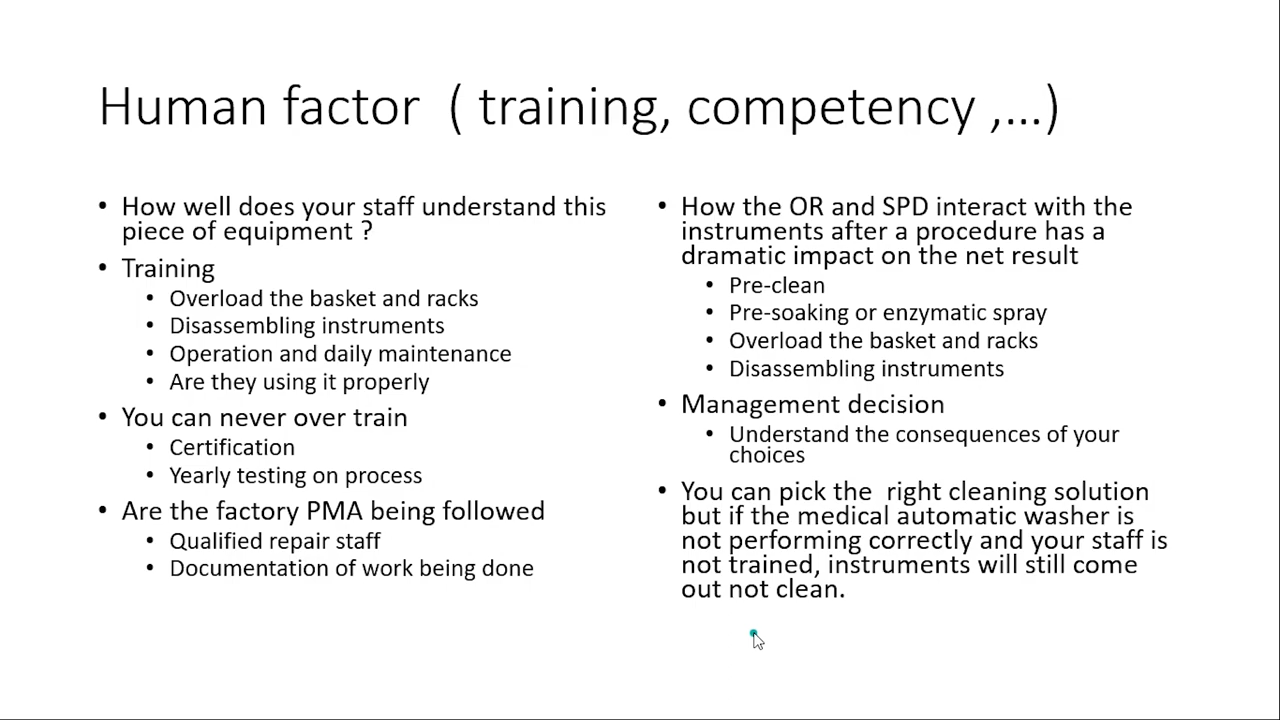 Human factor ( training, competency ,...)
• How well does your staff understand this
piece of equipment ?
• Training
• Overload the basket and racks
• Disassembling instruments
• Operation and daily maintenance
• Are they using it properly
• You can never over train
• Certification
• Yearly testing on process
• Are the factory PMA being followed
• Qualified repair staff
• Documentation of work being done
• How the OR and SPD interact with the
instruments after a procedure has a
dramatic impact on the net result
• Pre-clean
• Pre-soaking or enzymatic spray
• Overload the basket and racks
• Disassembling instruments
• Management decision
• Understand the consequences of your
choices
• You can pick the right cleaning solution
but if the medical automatic washer is
not performing correctly and your staff is
not trained, instruments will still come
out not clean.